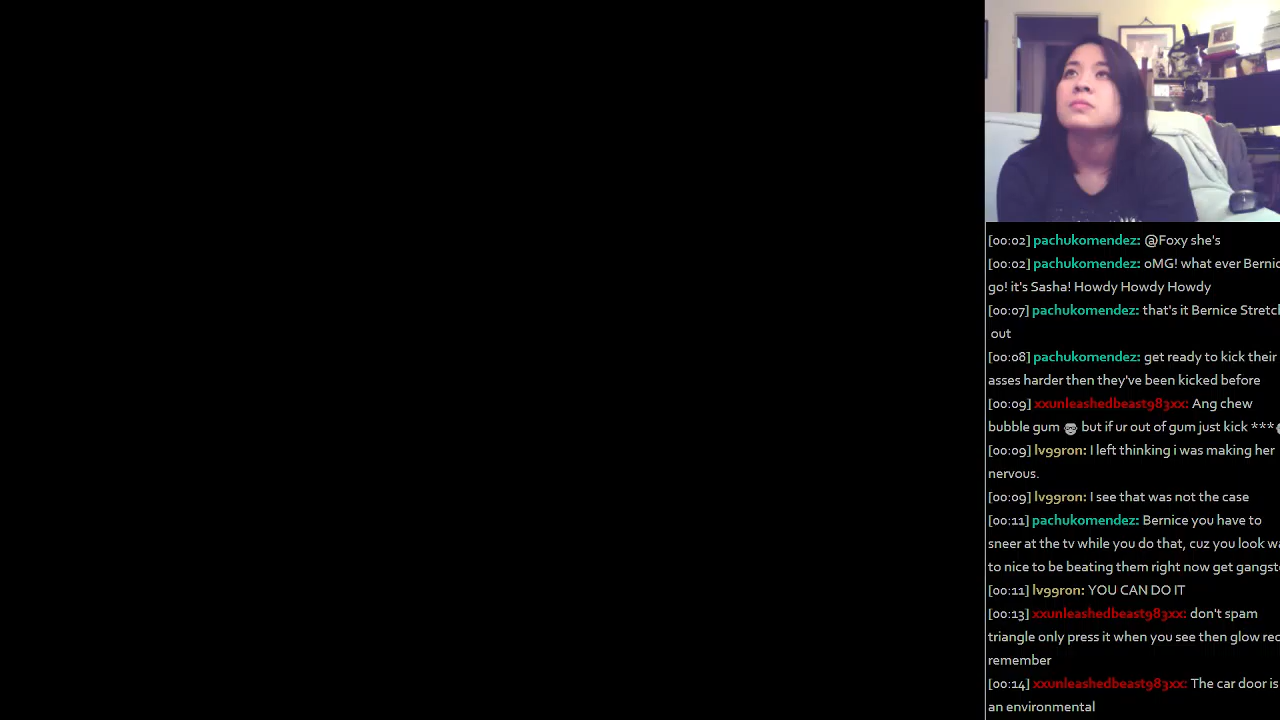 [00:02] pachukomendez: @Foxy she's
[00:02] pachukomendez: oMG! what ever Bernic
go! it's Sasha! Howdy Howdy Howdy
[00:07] pachukomendez: that's it Bernice Stretc
out
[00:08] pachukomendez: get ready to kick their
asses harder then they've been kicked before
[00:09] xxunleashedbeast983xx: Ang chew
bubble gum but if ur out of gum just kick ***
[00:09] lv99ron: I left thinking i was making her
nervous.
[00:09] lv99ron: I see that was not the case
[00:11] pachukomendez: Bernice you have to
sneer at the tv while you do that, cuz you look wa
to nice to be beating them right now get gangst
[00:11] lv99ron: YOU CAN DO IT
[00:13] xxunleashedbeast983xx: don't spam
triangle only press it when you see then glow rec
remember
[00:14] xxunleashedbeast983xx: The car door is
an environmental